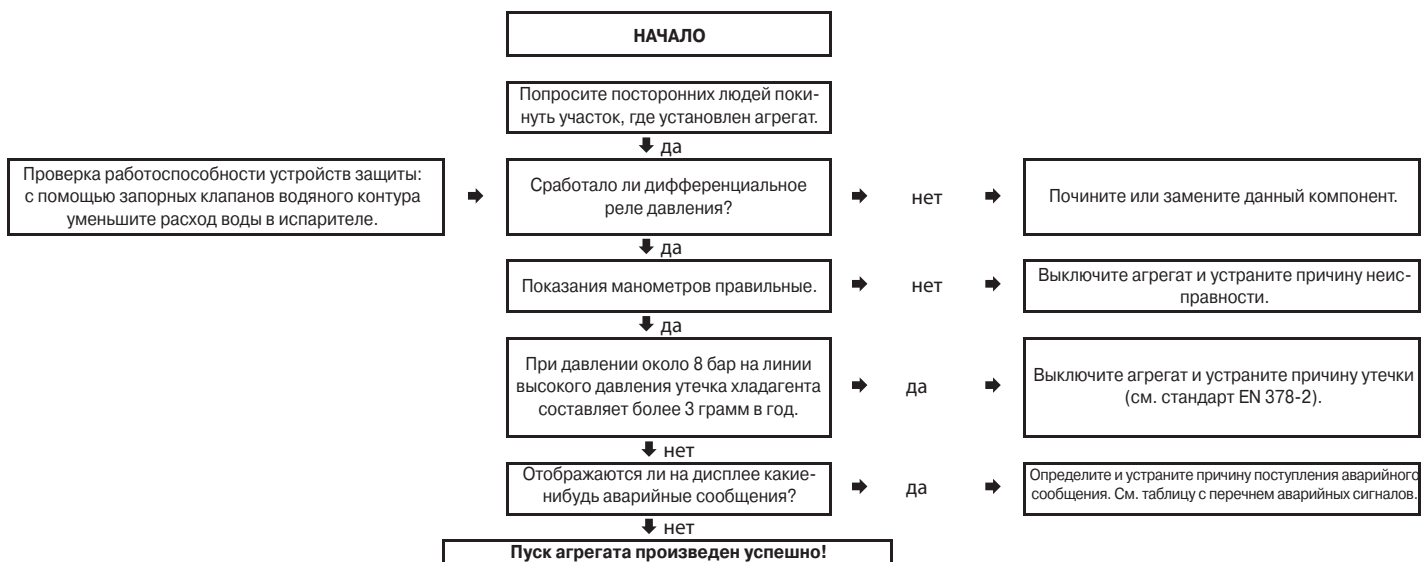 НАЧАЛО
Попросите посторонних людей поки-
нуть участок, где установлен агрегат.
да
Проверка работоспособности устройств защиты:
с помощью запорных клапанов водяного контура
уменьшите расход воды в испарителе.
Сработало ли дифференциальное
реле давления?
нет
Почините или замените данный компонент.
да
Показания манометров правильные.
нет
Выключите агрегат и устраните причину неис-
правности.
да
При давлении около 8 бар на линии
высокого давления утечка хладагента
составляет более 3 грамм в год.
да
Выключите агрегат и устраните причину утечки
(см. стандарт EN 378-2).
нет
Отображаются ли на дисплее какие-
нибудь аварийные сообщения?
да
Определите и устраните причину поступления аварийного
сообщения. См. таблицу с перечнем аварийных сигналов.
нет
Пуск агрегата произведен успешно!